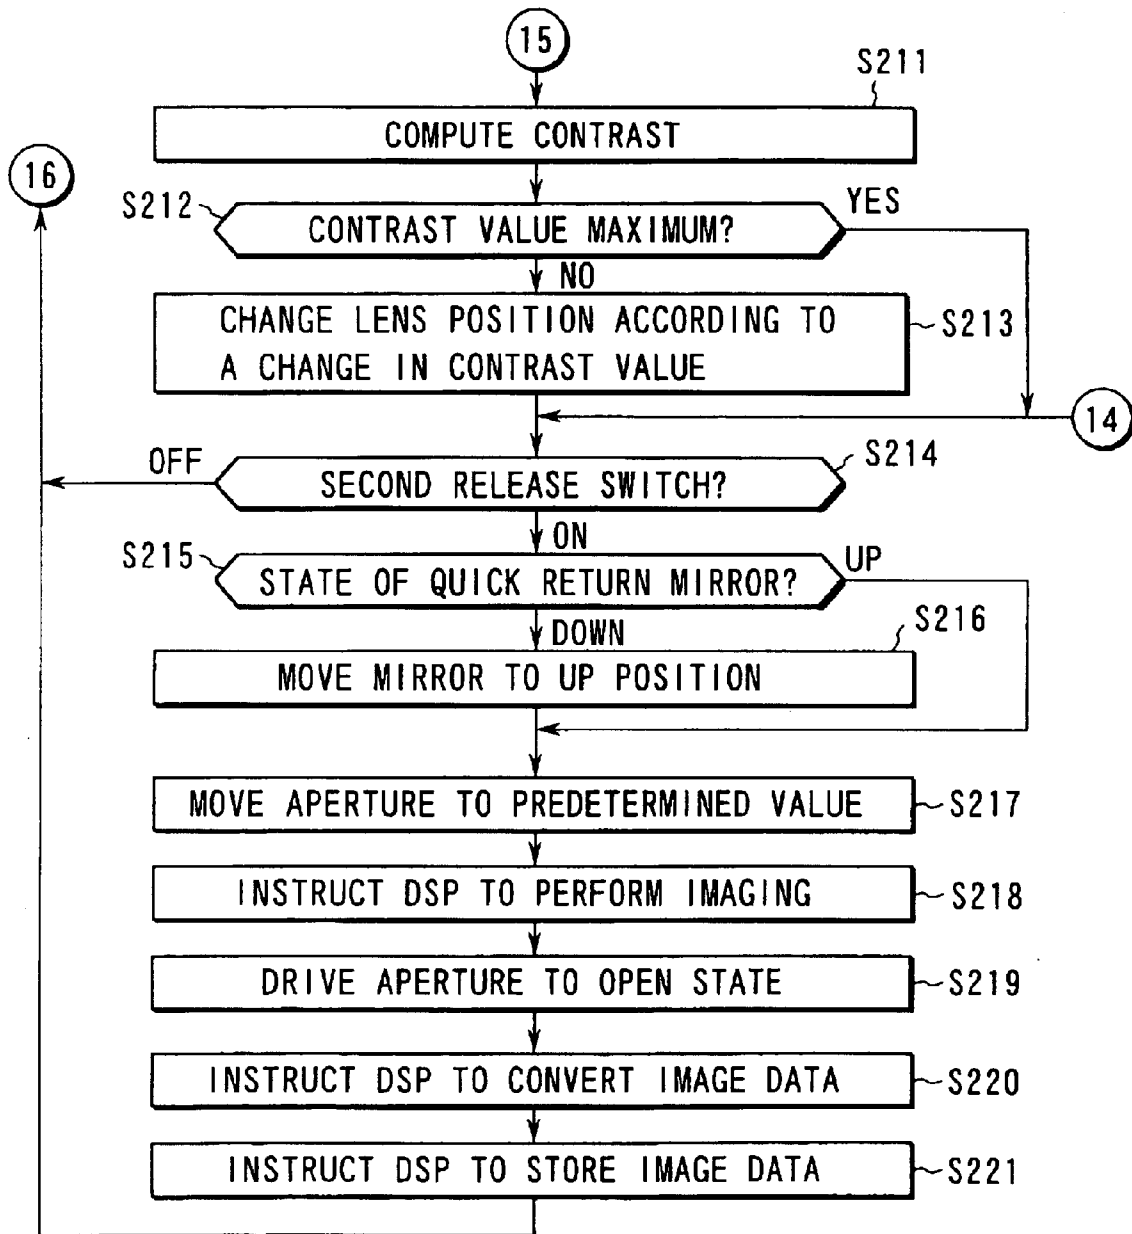 15
S211
COMPUTE CONTRAST
16
S212
CONTRAST VALUE MAXIMUM?
YES
NO
CHANGE LENS POSITION ACCORDING TO
A CHANGE IN CONTRAST VALUE
S213
14
OFF
SECOND RELEASE SWITCH?
S214
ON
S215
STATE OF QUICK RETURN MIRROR?
UP
DOWN
S216
MOVE MIRROR TO UP POSITION
MOVE APERTURE TO PREDETERMINED VALUE
S217
INSTRUCT DSP TO PERFORM IMAGING
S218
DRIVE APERTURE TO OPEN STATE
S219
INSTRUCT DSP TO CONVERT IMAGE DATA
S220
INSTRUCT DSP TO STORE IMAGE DATA
S221